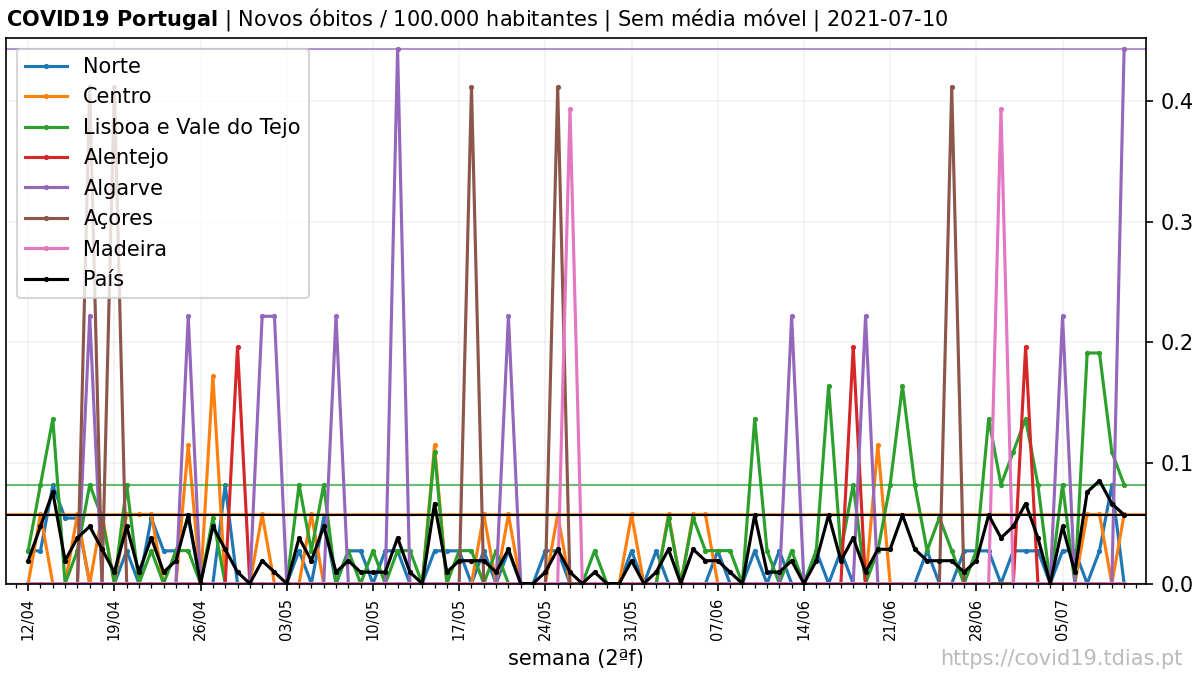 COVID19 Portugal | Novos óbitos / 100.000 habitantes | Sem média móvel | 2021-07-10
Norte
Centro
Lisboa e Vale do Tejo
Alentejo
Algarve
Açores
Madeira
País
0.4
0.3
0.2
0.1
0.0
12/04
19/04
26/04
03/05
10/05
17/05
24/05
31/05
07/06
14/06
21/06
28/06
05/07
semana (2ªf)
https://covid19.tdias.pt